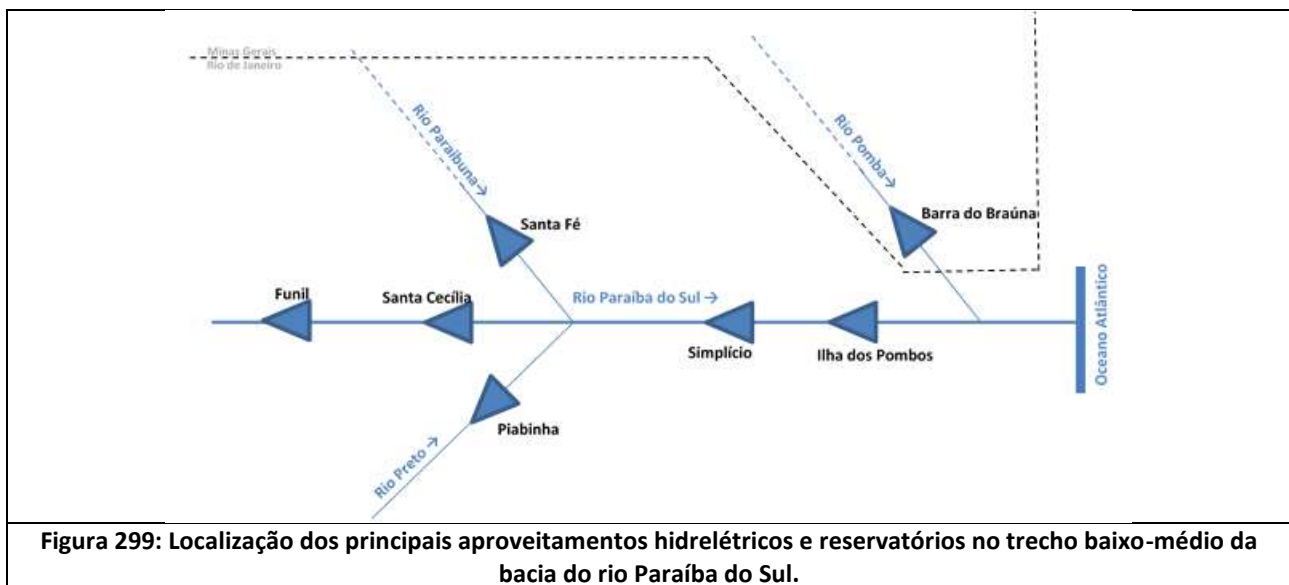 Minas Gerais
Rio de Janeiro
Rio Paraibuna →
Rio Pomba →
Santa Fé
Barra do Braúna
Funil
Santa Cecília
Rio Paraíba do Sul →
Simplício
Ilha dos Pombos
Oceano Atlântico
Piabinha
Rio Preto →
Figura 299: Localização dos principais aproveitamentos hidrelétricos e reservatórios no trecho baixo-médio da
bacia do rio Paraíba do Sul.